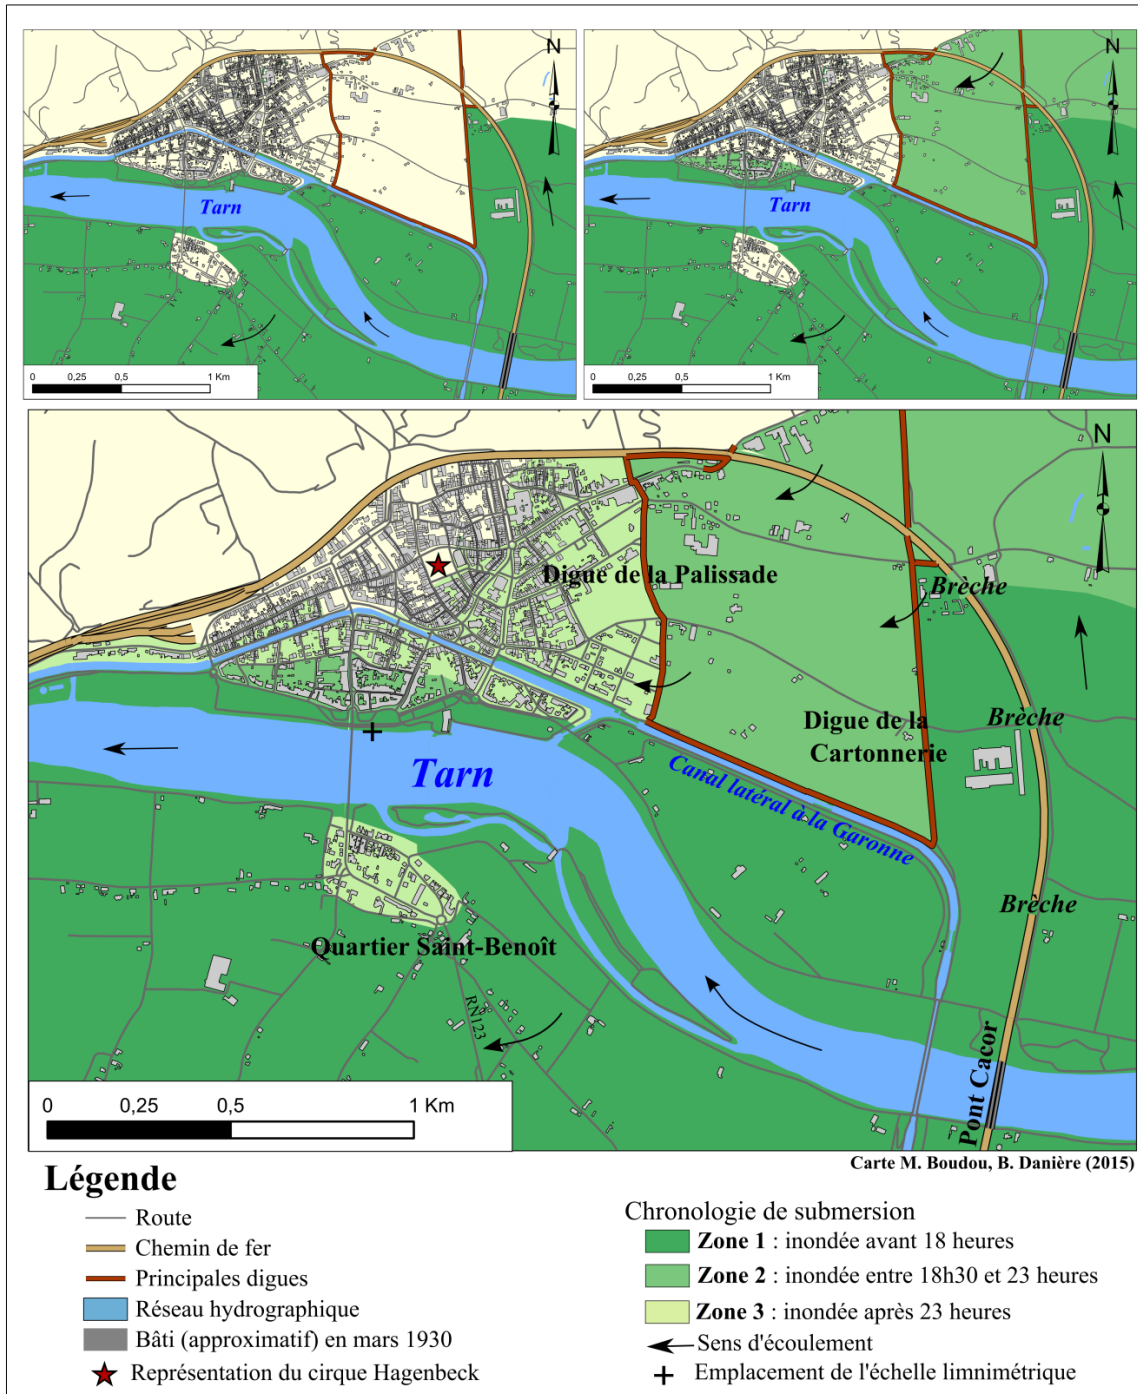 N
Tarn
0
0,25
0,5
1 Km
N
Tarn
0
0,25
0,5
1 Km
N
Digue de la Palissade
Brèche
Brèche
Digue de la
Cartonnerie
Tarn
Canal latéral à la Garonne
Brèche
Quartier Saint-Benoît
RN123
Pont Cacor
0
0,25
0,5
1 Km
Carte M. Boudou, B. Danière (2015)
Légende
Route
Chemin de fer
Principales digues
Réseau hydrographique
Bâti (approximatif) en mars 1930
Représentation du cirque Hagenbeck
Chronologie de submersion
Zone 1 : inondée avant 18 heures
Zone 2 : inondée entre 18h30 et 23 heures
Zone 3 : inondée après 23 heures
Sens d'écoulement
Emplacement de l'échelle limnimétrique